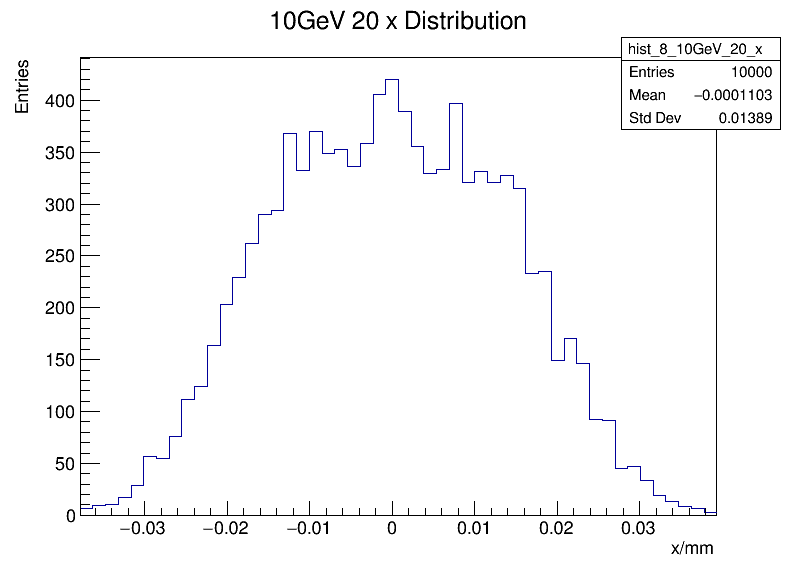 10GeV 20 x Distribution
hist_8_10GeV_20_x
Entries 10000
Mean −0.0001103
Std Dev 0.01389
Entries
400
350
300
250
200
150
100
50
0
−0.03 −0.02 −0.01 0 0.01 0.02 0.03
x/mm